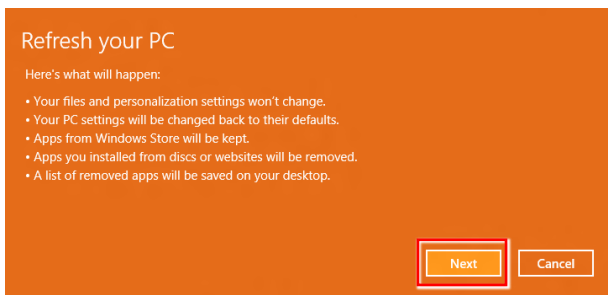 Refresh your PC
Here's what will happen:
• Your files and personalization settings won't change.
• Your PC settings will be changed back to their defaults.
• Apps from Windows Store will be kept.
• Apps you installed from discs or websites will be removed.
• A list of removed apps will be saved on your desktop.
Next Cancel